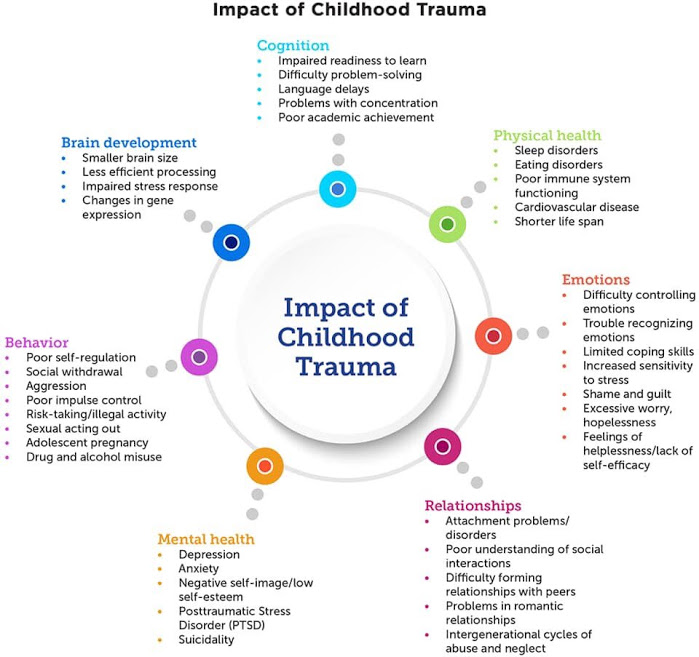 Impact of Childhood Trauma
Cognition
Impaired readiness to learn
Difficulty problem-solving
Language delays
Problems with concentration
Poor academic achievement
Physical health
Sleep disorders
Eating disorders
Poor immune system
functioning
Cardiovascular disease
Shorter life span
Emotions
Difficulty controlling
emotions
Trouble recognizing
emotions
Limited coping skills
Increased sensitivity
to stress
Shame and guilt
Excessive worry,
hopelessness
Feelings of
helplessness/lack of
self-efficacy
Relationships
Attachment problems/
disorders
Poor understanding of social
interactions
Difficulty forming
relationships with peers
Problems in romantic
relationships
Intergenerational cycles of
abuse and neglect
Mental health
Depression
Anxiety
Negative self-image/low
self-esteem
Posttraumatic Stress
Disorder (PTSD)
Suicidality
Behavior
Poor self-regulation
Social withdrawal
Aggression
Poor impulse control
Risk-taking/illegal activity
Sexual acting out
Adolescent pregnancy
Drug and alcohol misuse
Brain development
Smaller brain size
Less efficient processing
Impaired stress response
Changes in gene
expression
Impact of
Childhood
Trauma